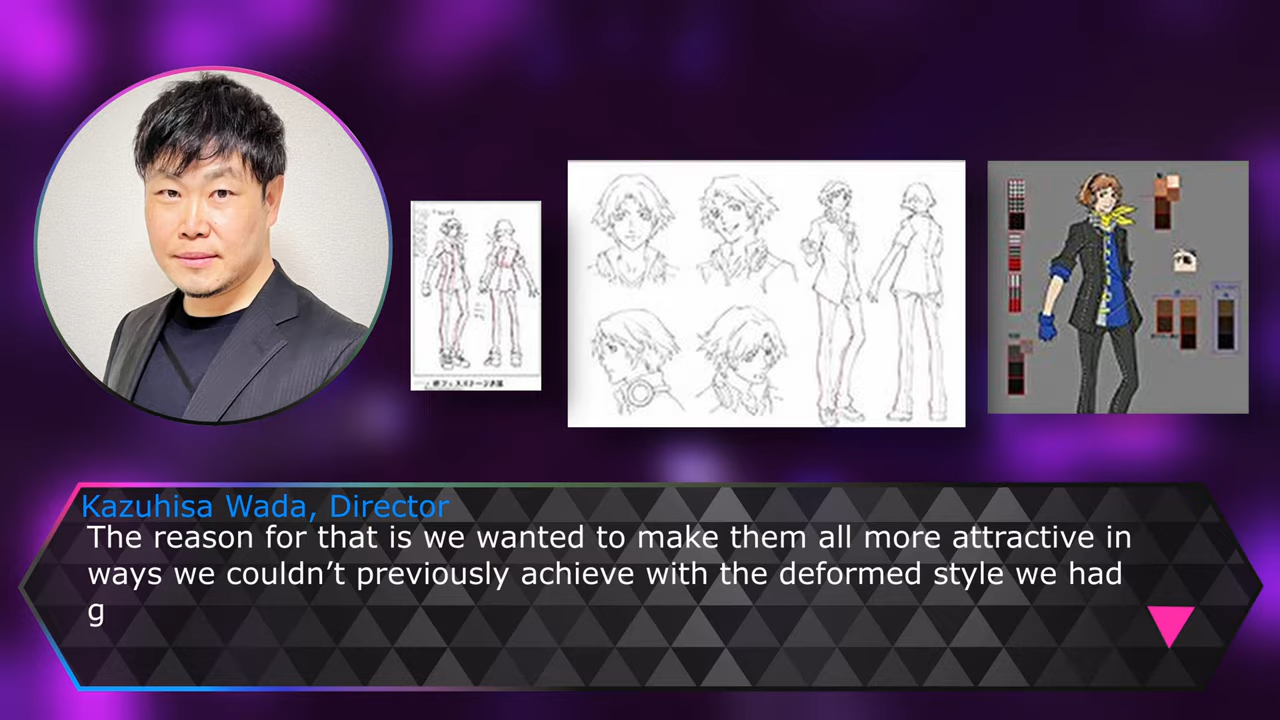 Kazuhisa Wada, Director
The reason for that is we wanted to make them all more attractive in
ways we couldn’t previously achieve with the deformed style we had
g